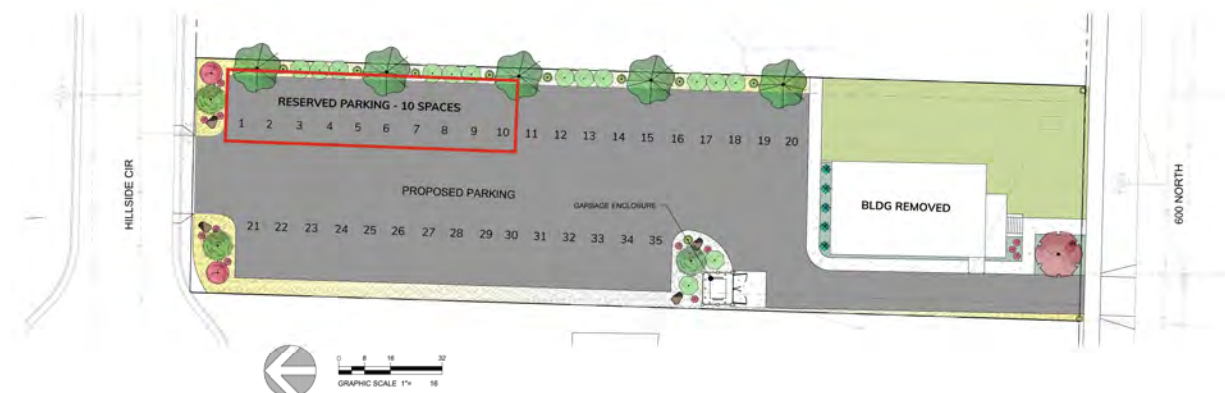 RESERVED PARKING - 10 SPACES
1 2 3 4 5 6 7 8 9 10 11 12 13 14 15 16 17 18 19 20
HILLSIDE CIR
PROPOSED PARKING
GARBAGE ENCLOSURE
BLDG REMOVED
600 NORTH
21 22 23 24 25 26 27 28 29 30 31 32 33 34 35
0 8 16 32
GRAPHIC SCALE 1"= 16